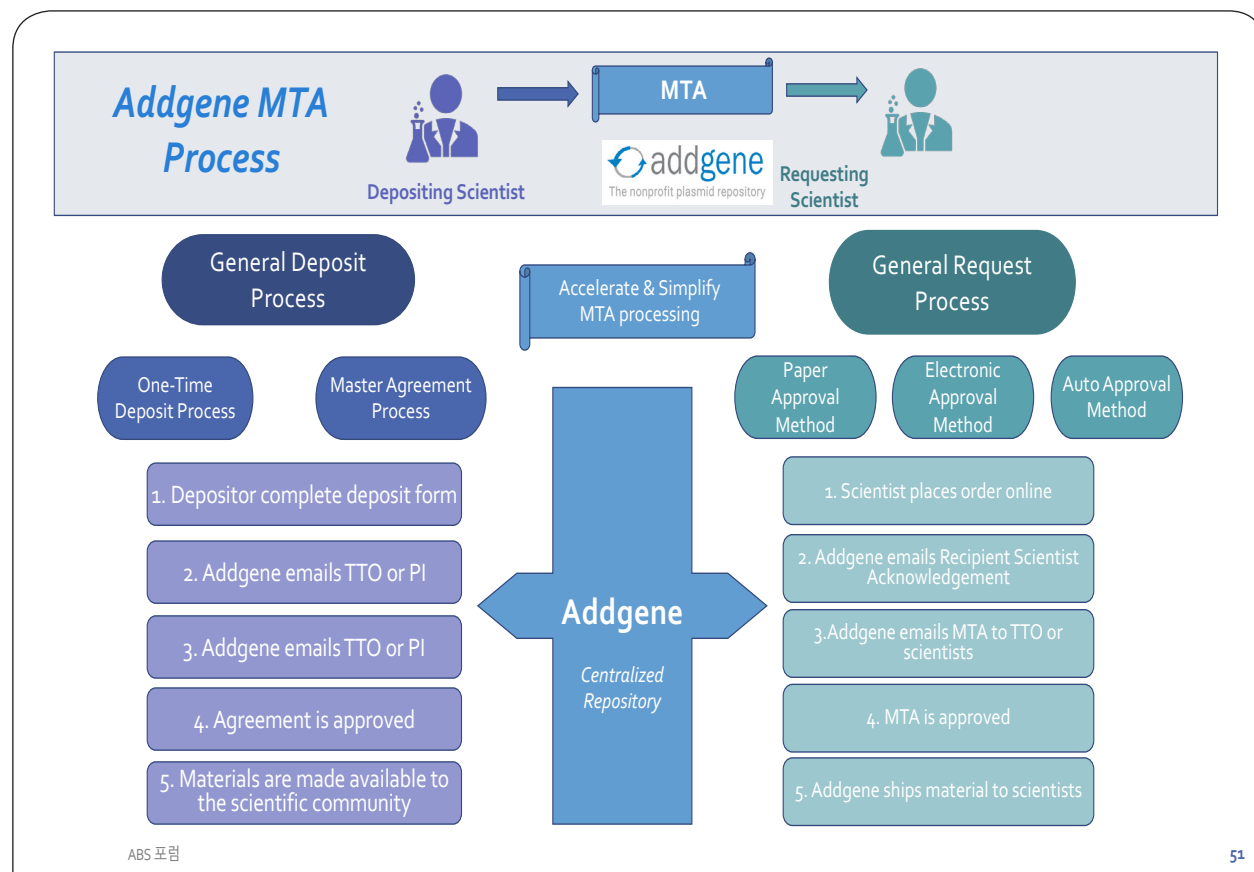 Addgene MTA
Process
Depositing Scientist
MTA
addgene
The nonprofit plasmid repository
Requesting
Scientist
General Deposit
Process
Accelerate & Simplify
MTA processing
General Request
Process
One-Time
Deposit Process
Master Agreement
Process
Paper
Approval
Method
Electronic
Approval
Method
Auto Approval
Method
1. Depositor complete deposit form
2. Addgene emails TTO or PI
3. Addgene emails TTO or PI
4. Agreement is approved
5. Materials are made available to
the scientific community
Addgene
Centralized
Repository
1. Scientist places order online
2. Addgene emails Recipient Scientist
Acknowledgement
3.Addgene emails MTA to TTO or
scientists
4. MTA is approved
5. Addgene ships material to scientists
ABS 포럼
51